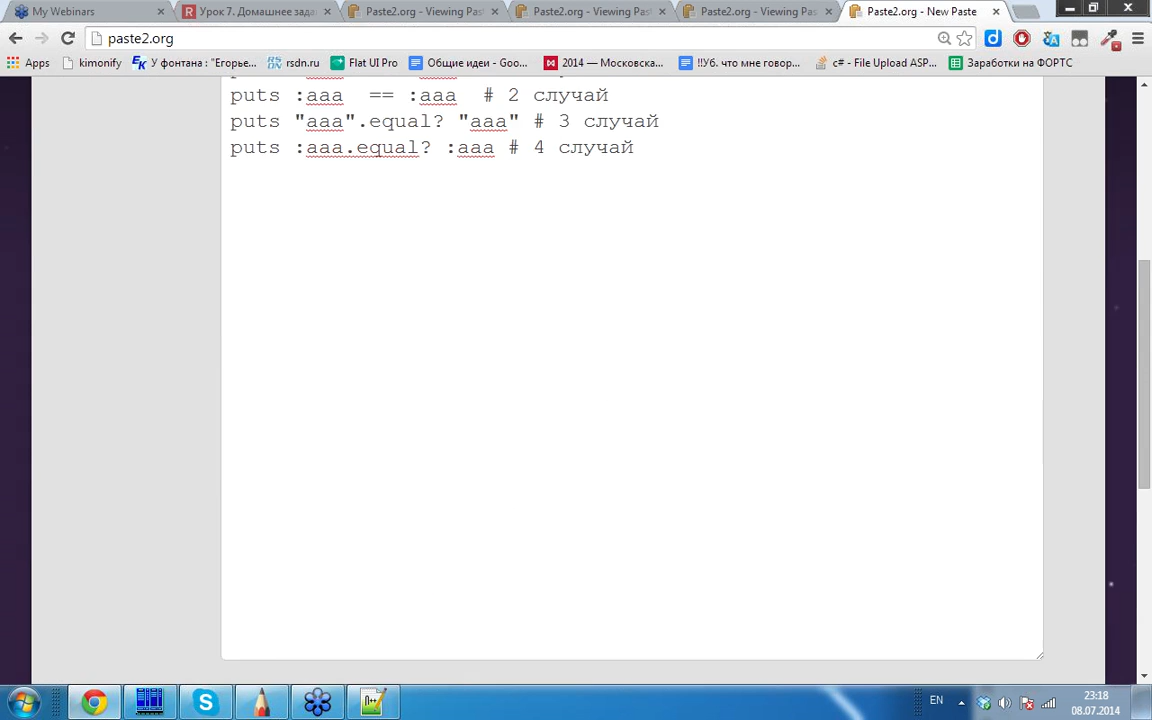 My Webinars
Урок 7. Домашнее зада
Paste2.org - Viewing Past
Paste2.org - Viewing Pas
Paste2.org - Viewing Pas
Paste2.org - New Paste
paste2.org
Apps
kimonify
У фонтана : "Егорье...
rsdn.ru
Flat UI Pro
Общие идеи - Goo...
2014 — Московска...
!!Уб. что мне говор...
c# - File Upload ASP...
Заработки на ФОРТС
puts :aaa  == :aaa  # 2 случай
puts "aaa".equal? "aaa" # 3 случай
puts :aaa.equal? :aaa # 4 случай
EN
23:18
08.07.2014